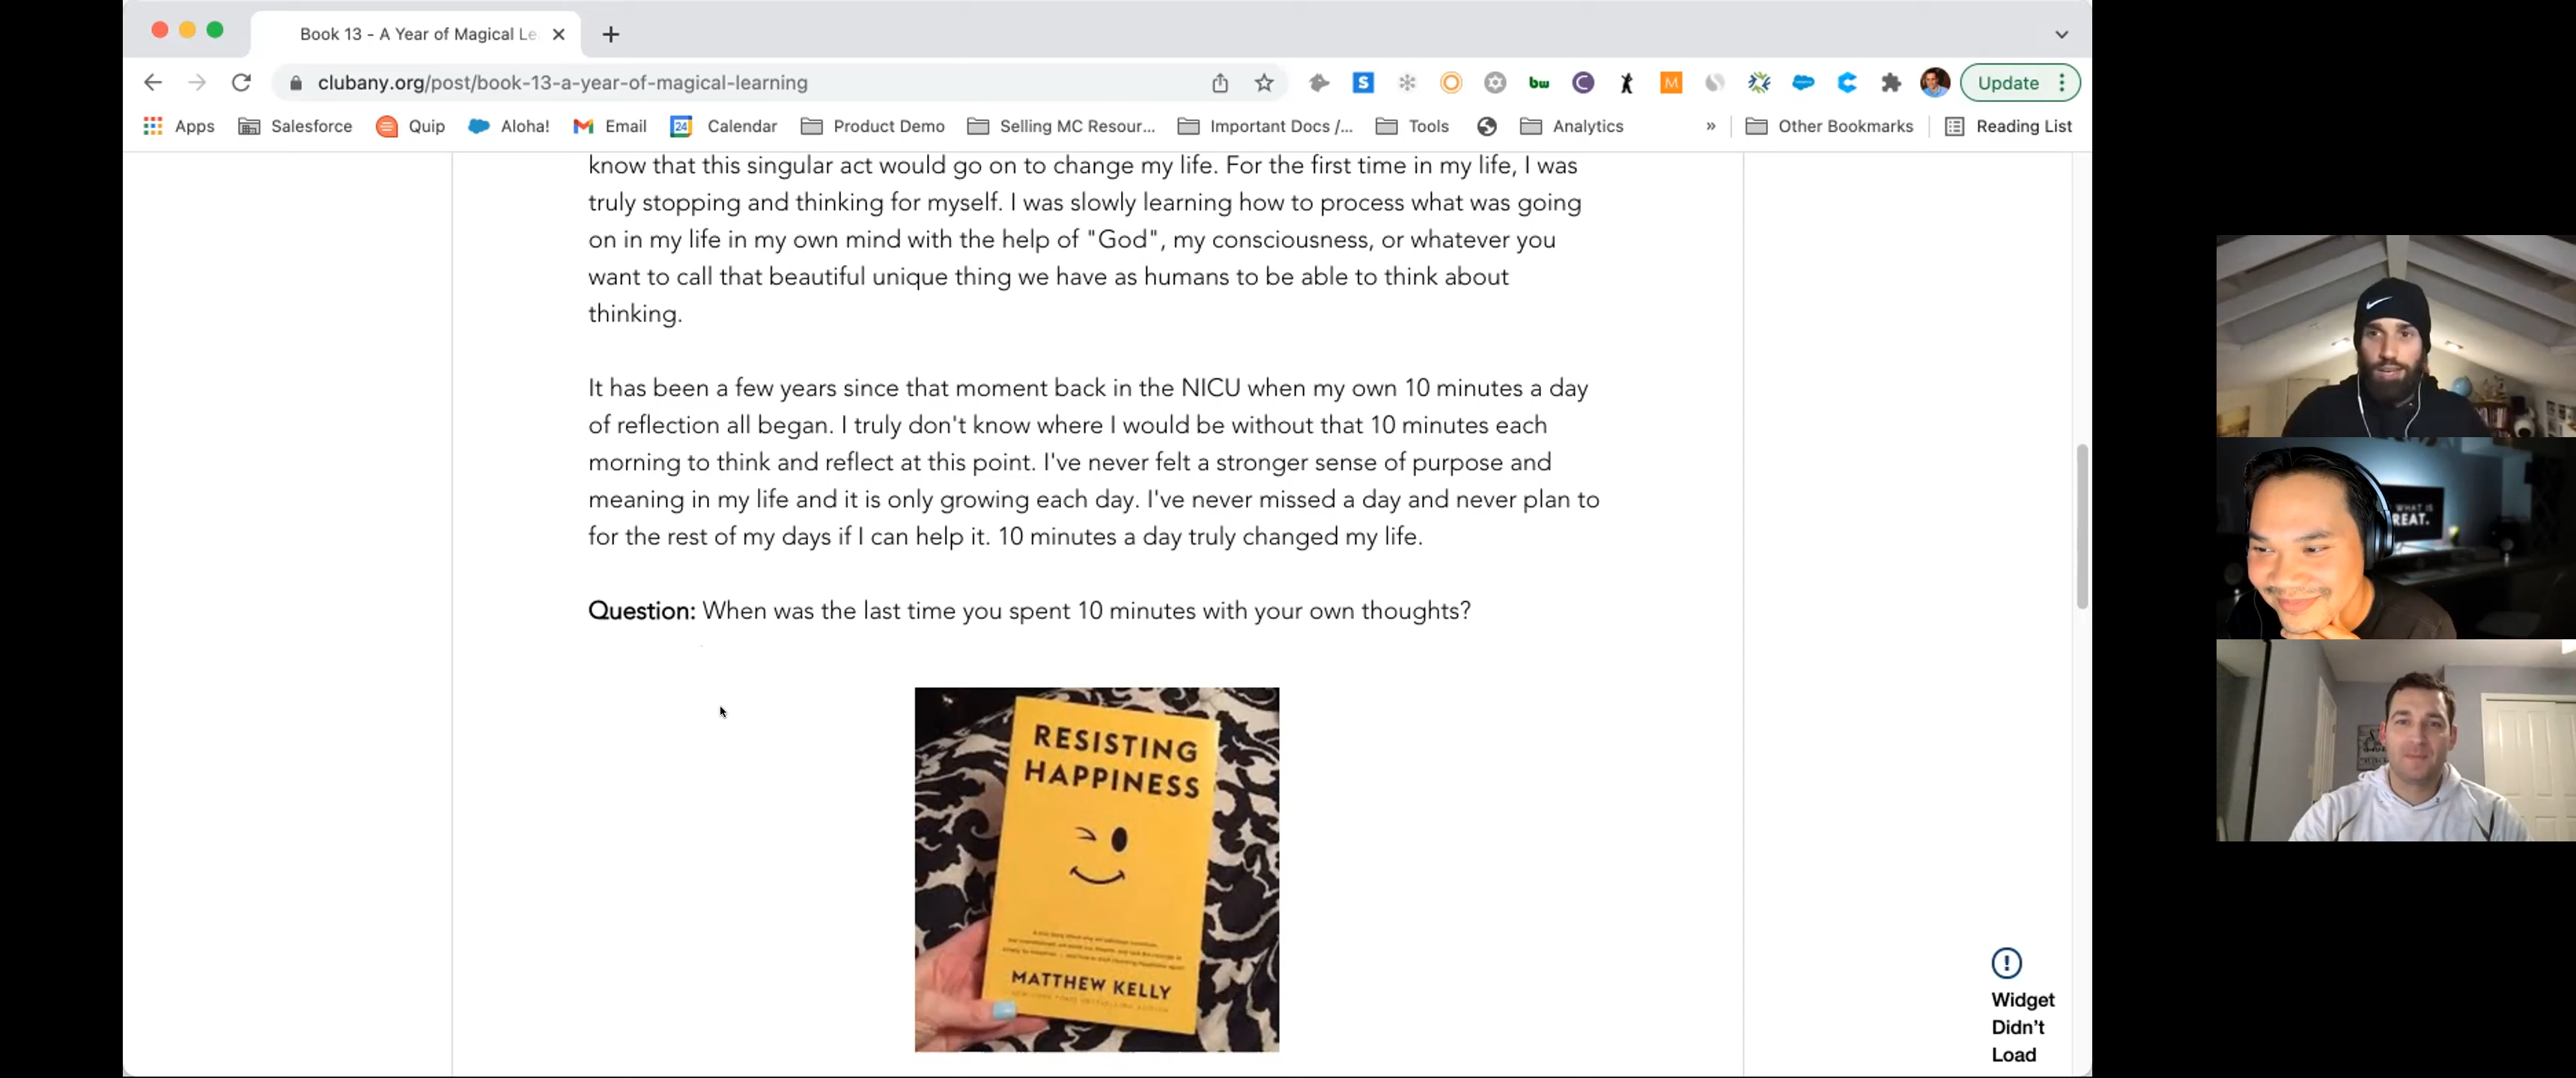 Book 13 - A Year of Magical Le
clubany.org/post/book-13-a-year-of-magical-learning
S
bw
C
M
Update
Apps
Salesforce
Quip
Aloha!
Email
24
Calendar
Product Demo
Selling MC Resour...
Important Docs /...
Tools
Analytics
»
Other Bookmarks
Reading List
know that this singular act would go on to change my life. For the first time in my life, I was
truly stopping and thinking for myself. I was slowly learning how to process what was going
on in my life in my own mind with the help of "God", my consciousness, or whatever you
want to call that beautiful unique thing we have as humans to be able to think about
thinking.
It has been a few years since that moment back in the NICU when my own 10 minutes a day
of reflection all began. I truly don't know where I would be without that 10 minutes each
morning to think and reflect at this point. I've never felt a stronger sense of purpose and
meaning in my life and it is only growing each day. I've never missed a day and never plan to
for the rest of my days if I can help it. 10 minutes a day truly changed my life.
Question: When was the last time you spent 10 minutes with your own thoughts?
RESISTING
HAPPINESS
MATTHEW KELLY
Widget
Didn't
Load
WHAT IS
REAT.